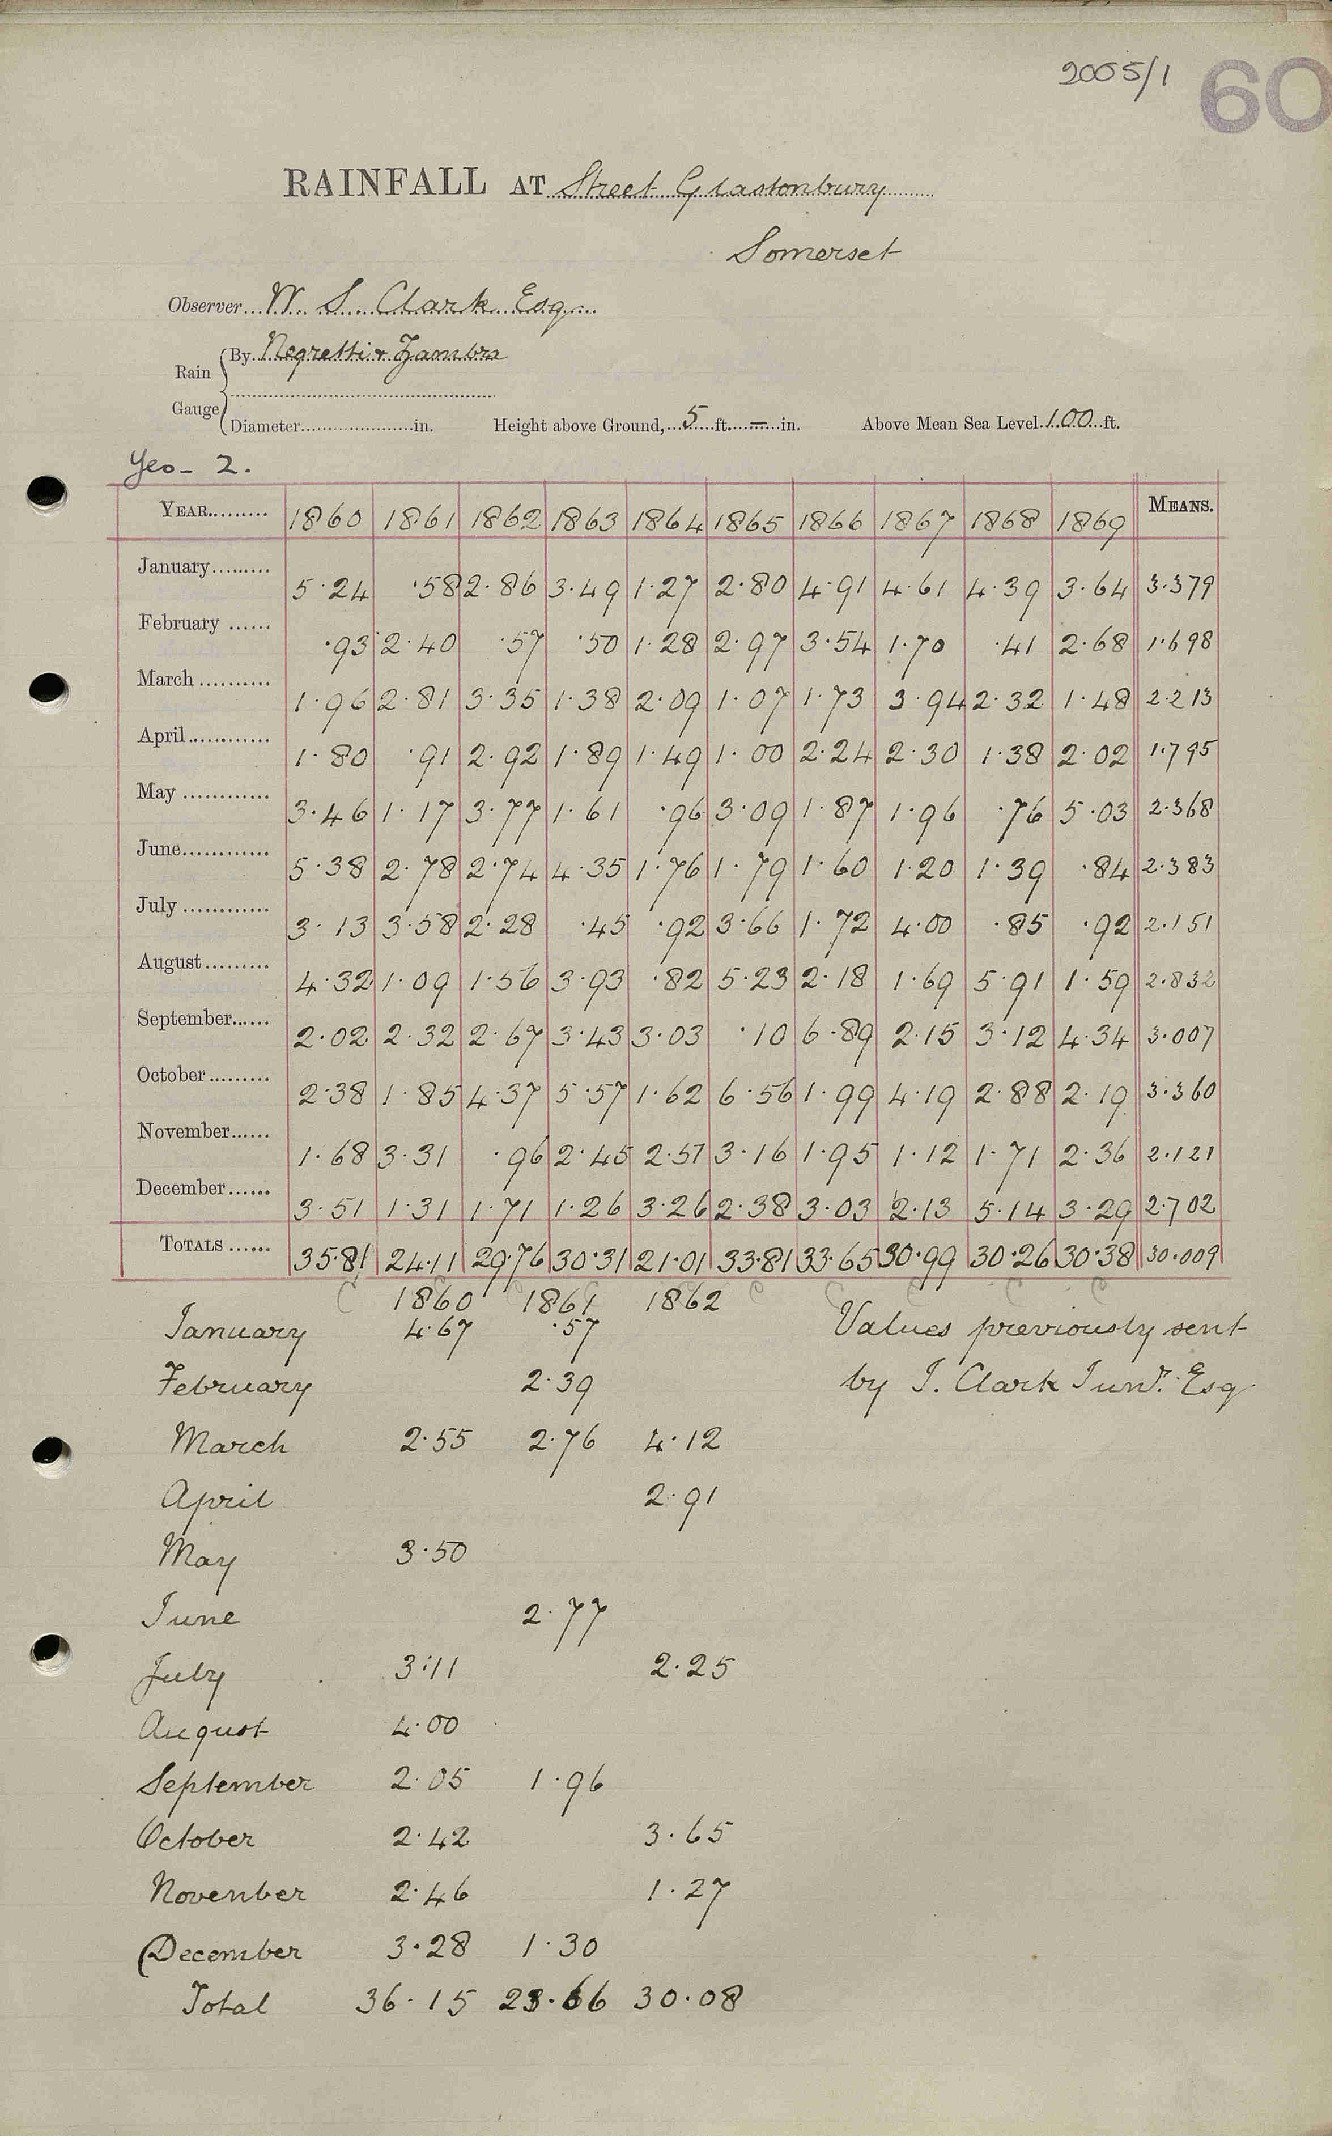 2005/1 60
RAINFALL AT Street Glastonbury
Somerset
Observer W. S. Clark Esq.
Rain Gauge By Negretti & Zambra
Diameter in. Height above Ground, 5 ft. – in. Above Mean Sea Level 100 ft.
Yeo - 2.
YEAR 1860 1861 1862 1863 1864 1865 1866 1867 1868 1869 MEANS.
January 5.24 .58 2.86 3.49 1.27 2.80 4.91 4.61 4.39 3.64 3.379
February .93 2.40 .57 .50 1.28 2.97 3.54 1.70 .41 2.68 1.698
March 1.96 2.81 3.35 1.38 2.09 1.07 1.73 3.94 2.32 1.48 2.213
April 1.80 .91 2.92 1.89 1.49 1.00 2.24 2.30 1.38 2.02 1.795
May 3.46 1.17 3.77 1.61 .96 3.09 1.87 1.96 .76 5.03 2.368
June 5.38 2.78 2.74 4.35 1.76 1.79 1.60 1.20 1.39 .84 2.383
July 3.13 3.58 2.28 .45 .92 3.66 1.72 4.00 .85 .92 2.151
August 4.32 1.09 1.56 3.93 .82 5.23 2.18 1.69 5.91 1.59 2.832
September 2.02 2.32 2.67 3.43 3.03 .10 6.89 2.15 3.12 4.34 3.007
October 2.38 1.85 4.37 5.57 1.62 6.56 1.99 4.19 2.88 2.19 3.360
November 1.68 3.31 .96 2.45 2.51 3.16 1.95 1.12 1.71 2.36 2.121
December 3.51 1.31 1.71 1.26 3.26 2.38 3.03 2.13 5.14 3.29 2.702
TOTALS 35.81 24.11 29.76 30.31 21.01 33.81 33.65 30.99 30.26 30.38 30.009
1860 1861 1862
January 4.67 .57 Values previously sent
February 2.39 by J. Clark Junr. Esq
March 2.55 2.76 4.12
April 2.91
May 3.50
June 2.77
July 3.11 2.25
August 4.00
September 2.05 1.96
October 2.42 3.65
November 2.46 1.27
December 3.28 1.30
Total 36.15 23.66 30.08